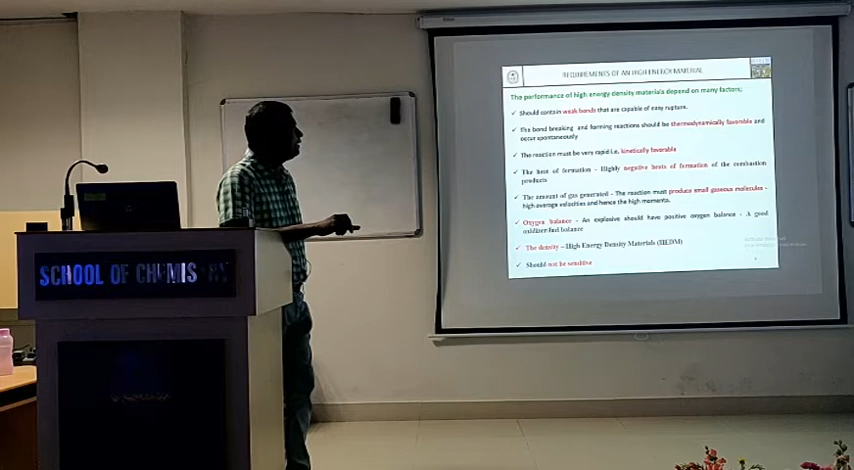 REQUIREMENTS OF AN HIGH ENERGY MATERIAL
The performance of high energy density materials depend on many factors;
✓ Should contain weak bonds that are capable of easy rupture.
✓ The bond breaking and forming reactions should be thermodynamically favorable and
occur spontaneously
✓ The reaction must be very rapid i.e, kinetically favorable
✓ The heat of formation - Highly negative heats of formation of the combustion
products
✓ The amount of gas generated - The reaction must produce small gaseous molecules -
high average velocities and hence the high momenta.
✓ Oxygen balance - An explosive should have positive oxygen balance - A good
oxidizer/fuel balance
✓ The density – High Energy Density Materials (HEDM)
✓ Should not be sensitive
SCHOOL OF CHEMISTRY